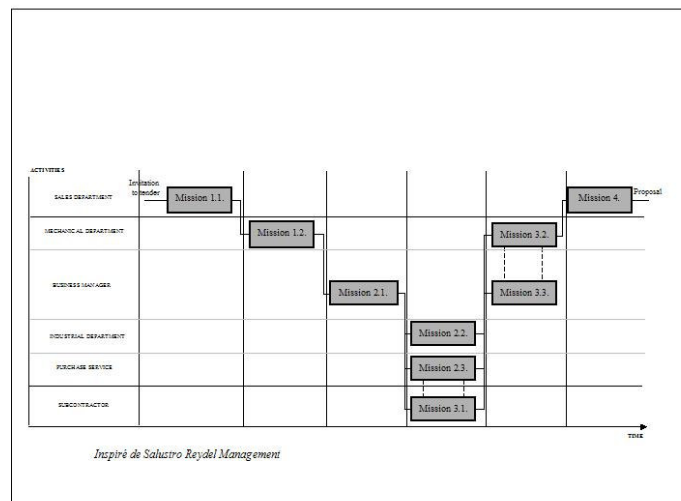 ACTIVITIES
Invitation
to tender
SALES DEPARTMENT
Mission 1.1.
Mission 4.
Proposal
MECHANICAL DEPARTMENT
Mission 1.2.
Mission 3.2.
BUSINESS MANAGER
Mission 2.1.
Mission 3.3.
INDUSTRIAL DEPARTMENT
Mission 2.2.
PURCHASE SERVICE
Mission 2.3.
SUBCONTRACTOR
Mission 3.1.
TIME
Inspiré de Salustro Reydel Management